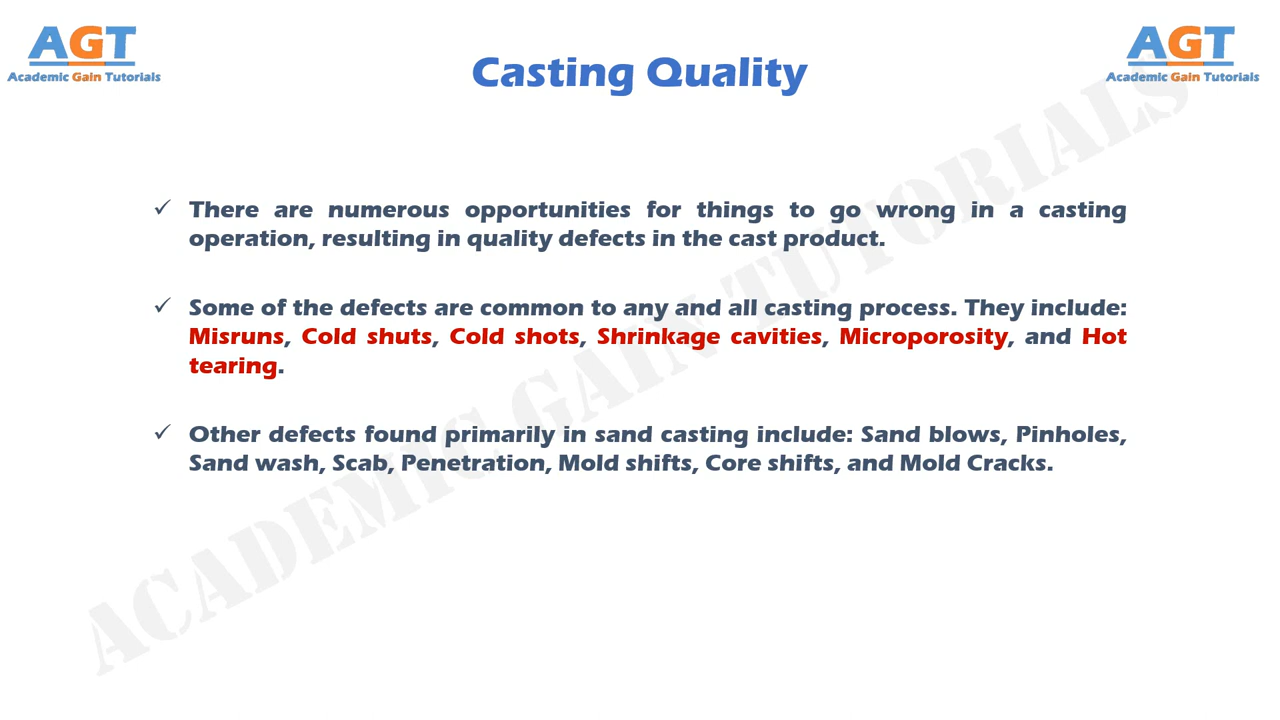 AGT
Academic Gain Tutorials
AGT
Academic Gain Tutorials
Casting Quality
✓ There are numerous opportunities for things to go wrong in a casting
operation, resulting in quality defects in the cast product.
✓ Some of the defects are common to any and all casting process. They include:
Misruns, Cold shuts, Cold shots, Shrinkage cavities, Microporosity, and Hot
tearing.
✓ Other defects found primarily in sand casting include: Sand blows, Pinholes,
Sand wash, Scab, Penetration, Mold shifts, Core shifts, and Mold Cracks.
ACADEMIC GAIN TUTORIALS